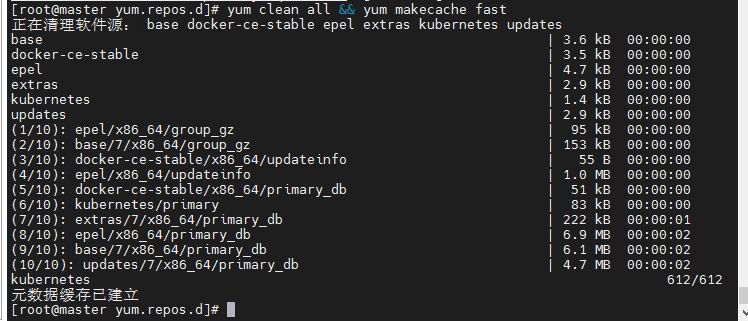 [root@master yum.repos.d]# yum clean all && yum makecache fast
正在清理软件源： base docker-ce-stable epel extras kubernetes updates
base | 3.6 kB 00:00:00
docker-ce-stable | 3.5 kB 00:00:00
epel | 4.7 kB 00:00:00
extras | 2.9 kB 00:00:00
kubernetes | 1.4 kB 00:00:00
updates | 2.9 kB 00:00:00
(1/10): epel/x86_64/group_gz | 95 kB 00:00:00
(2/10): base/7/x86_64/group_gz | 153 kB 00:00:00
(3/10): docker-ce-stable/x86_64/updateinfo | 55 B 00:00:00
(4/10): epel/x86_64/updateinfo | 1.0 MB 00:00:00
(5/10): docker-ce-stable/x86_64/primary_db | 51 kB 00:00:00
(6/10): kubernetes/primary | 83 kB 00:00:00
(7/10): extras/7/x86_64/primary_db | 222 kB 00:00:01
(8/10): epel/x86_64/primary_db | 6.9 MB 00:00:02
(9/10): base/7/x86_64/primary_db | 6.1 MB 00:00:02
(10/10): updates/7/x86_64/primary_db | 4.7 MB 00:00:02
kubernetes 612/612
元数据缓存已建立
[root@master yum.repos.d]#